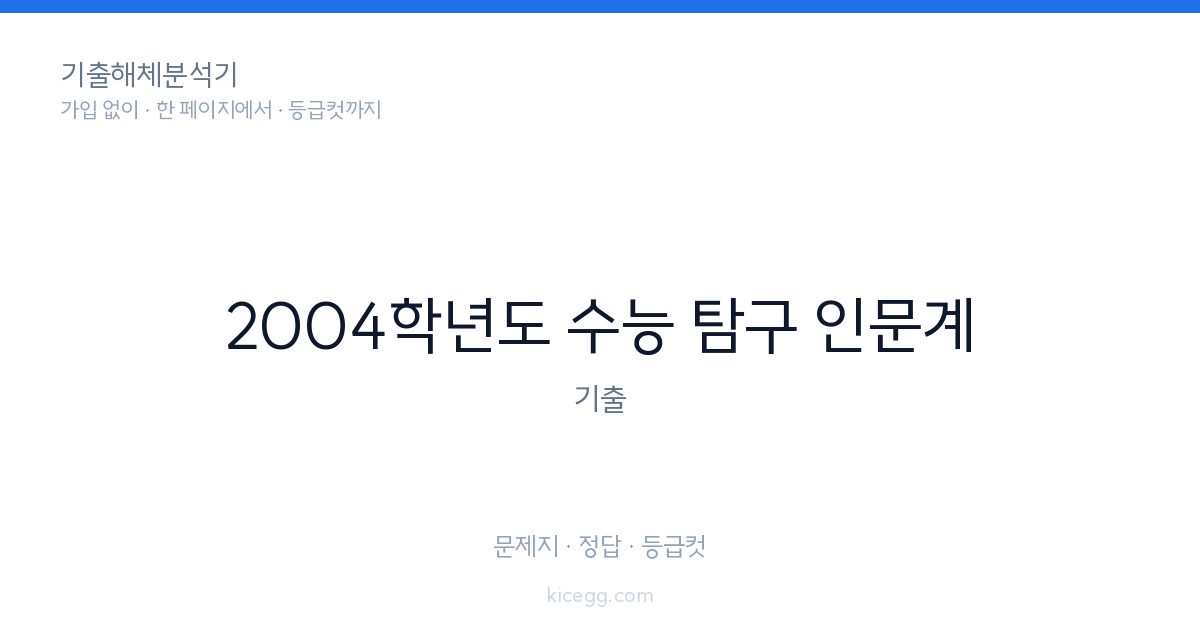 기출해체분석기
가입 없이 · 한 페이지에서 · 등급컷까지
2004학년도 수능 탐구 인문계
기출
문제지 · 정답 · 등급컷
kicegg.com